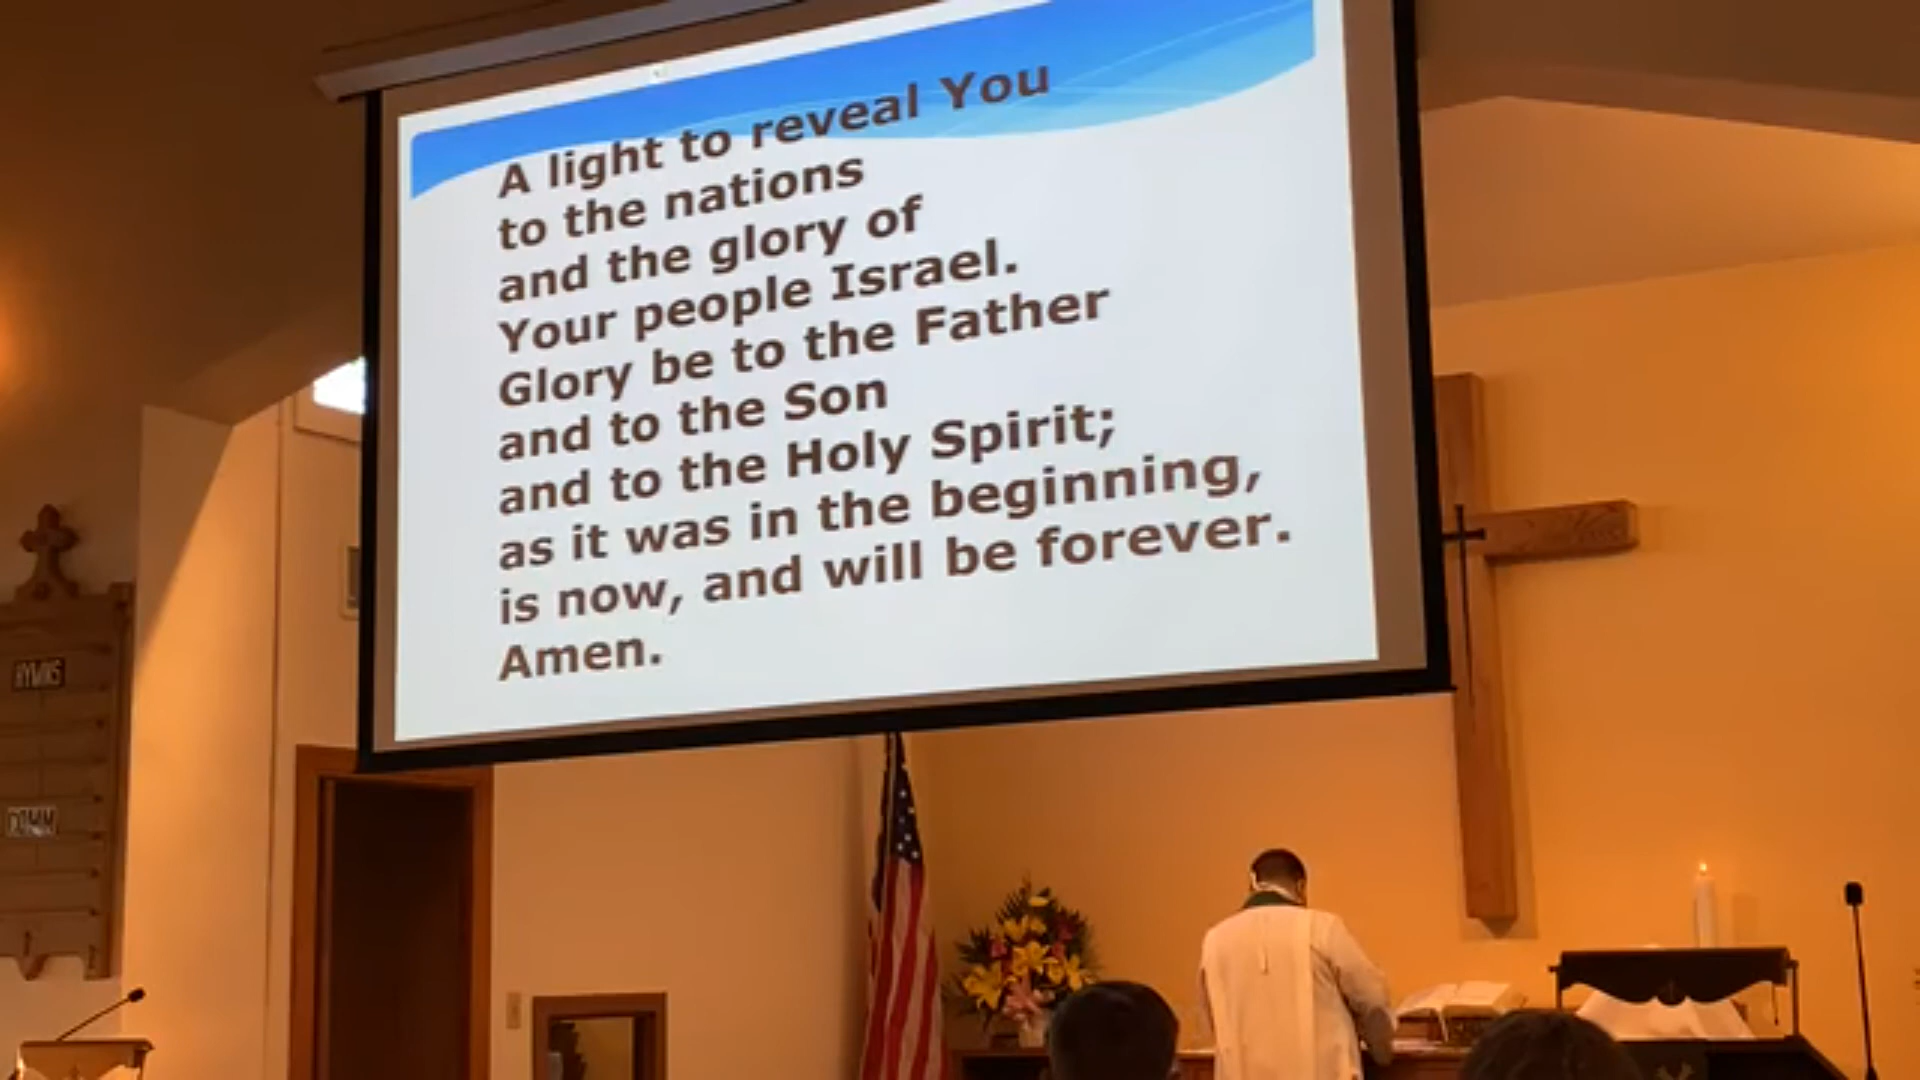 A light to reveal You
to the nations
and the glory of
Your people Israel.
Glory be to the Father
and to the Son
and to the Holy Spirit;
as it was in the beginning,
is now, and will be forever.
Amen.
HYMNS
COMM